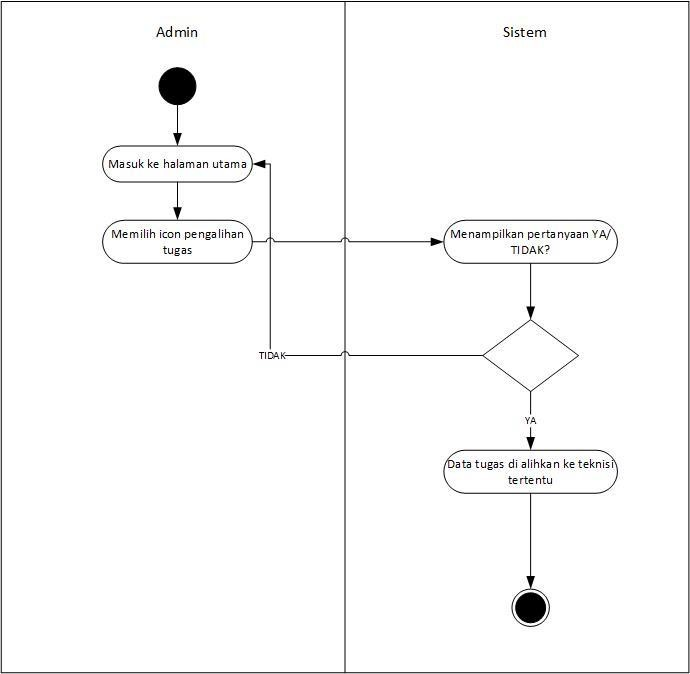 Admin
Sistem
Masuk ke halaman utama
Memilih icon pengalihan
tugas
Menampilkan pertanyaan YA/
TIDAK?
TIDAK
YA
Data tugas di alihkan ke teknisi
tertentu